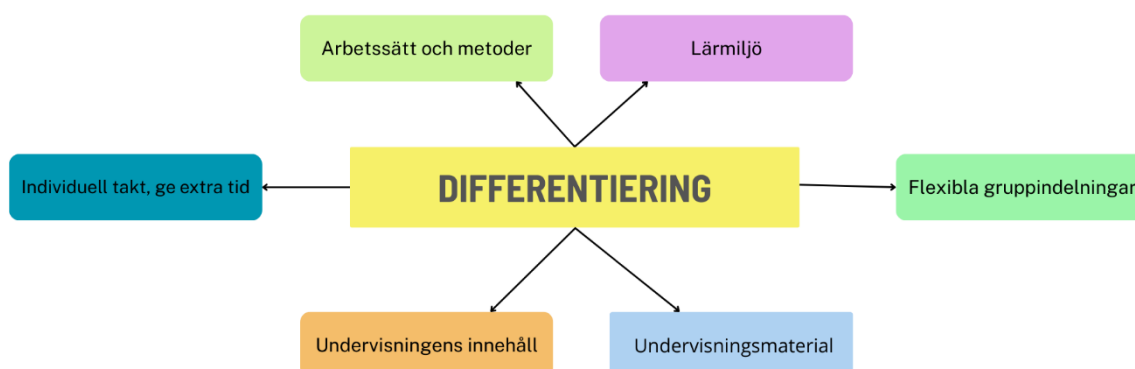 Arbetssätt och metoder
Lärmiljö
Individuell takt, ge extra tid
DIFFERENTIERING
Flexibla gruppindelningar
Undervisningens innehåll
Undervisningsmaterial